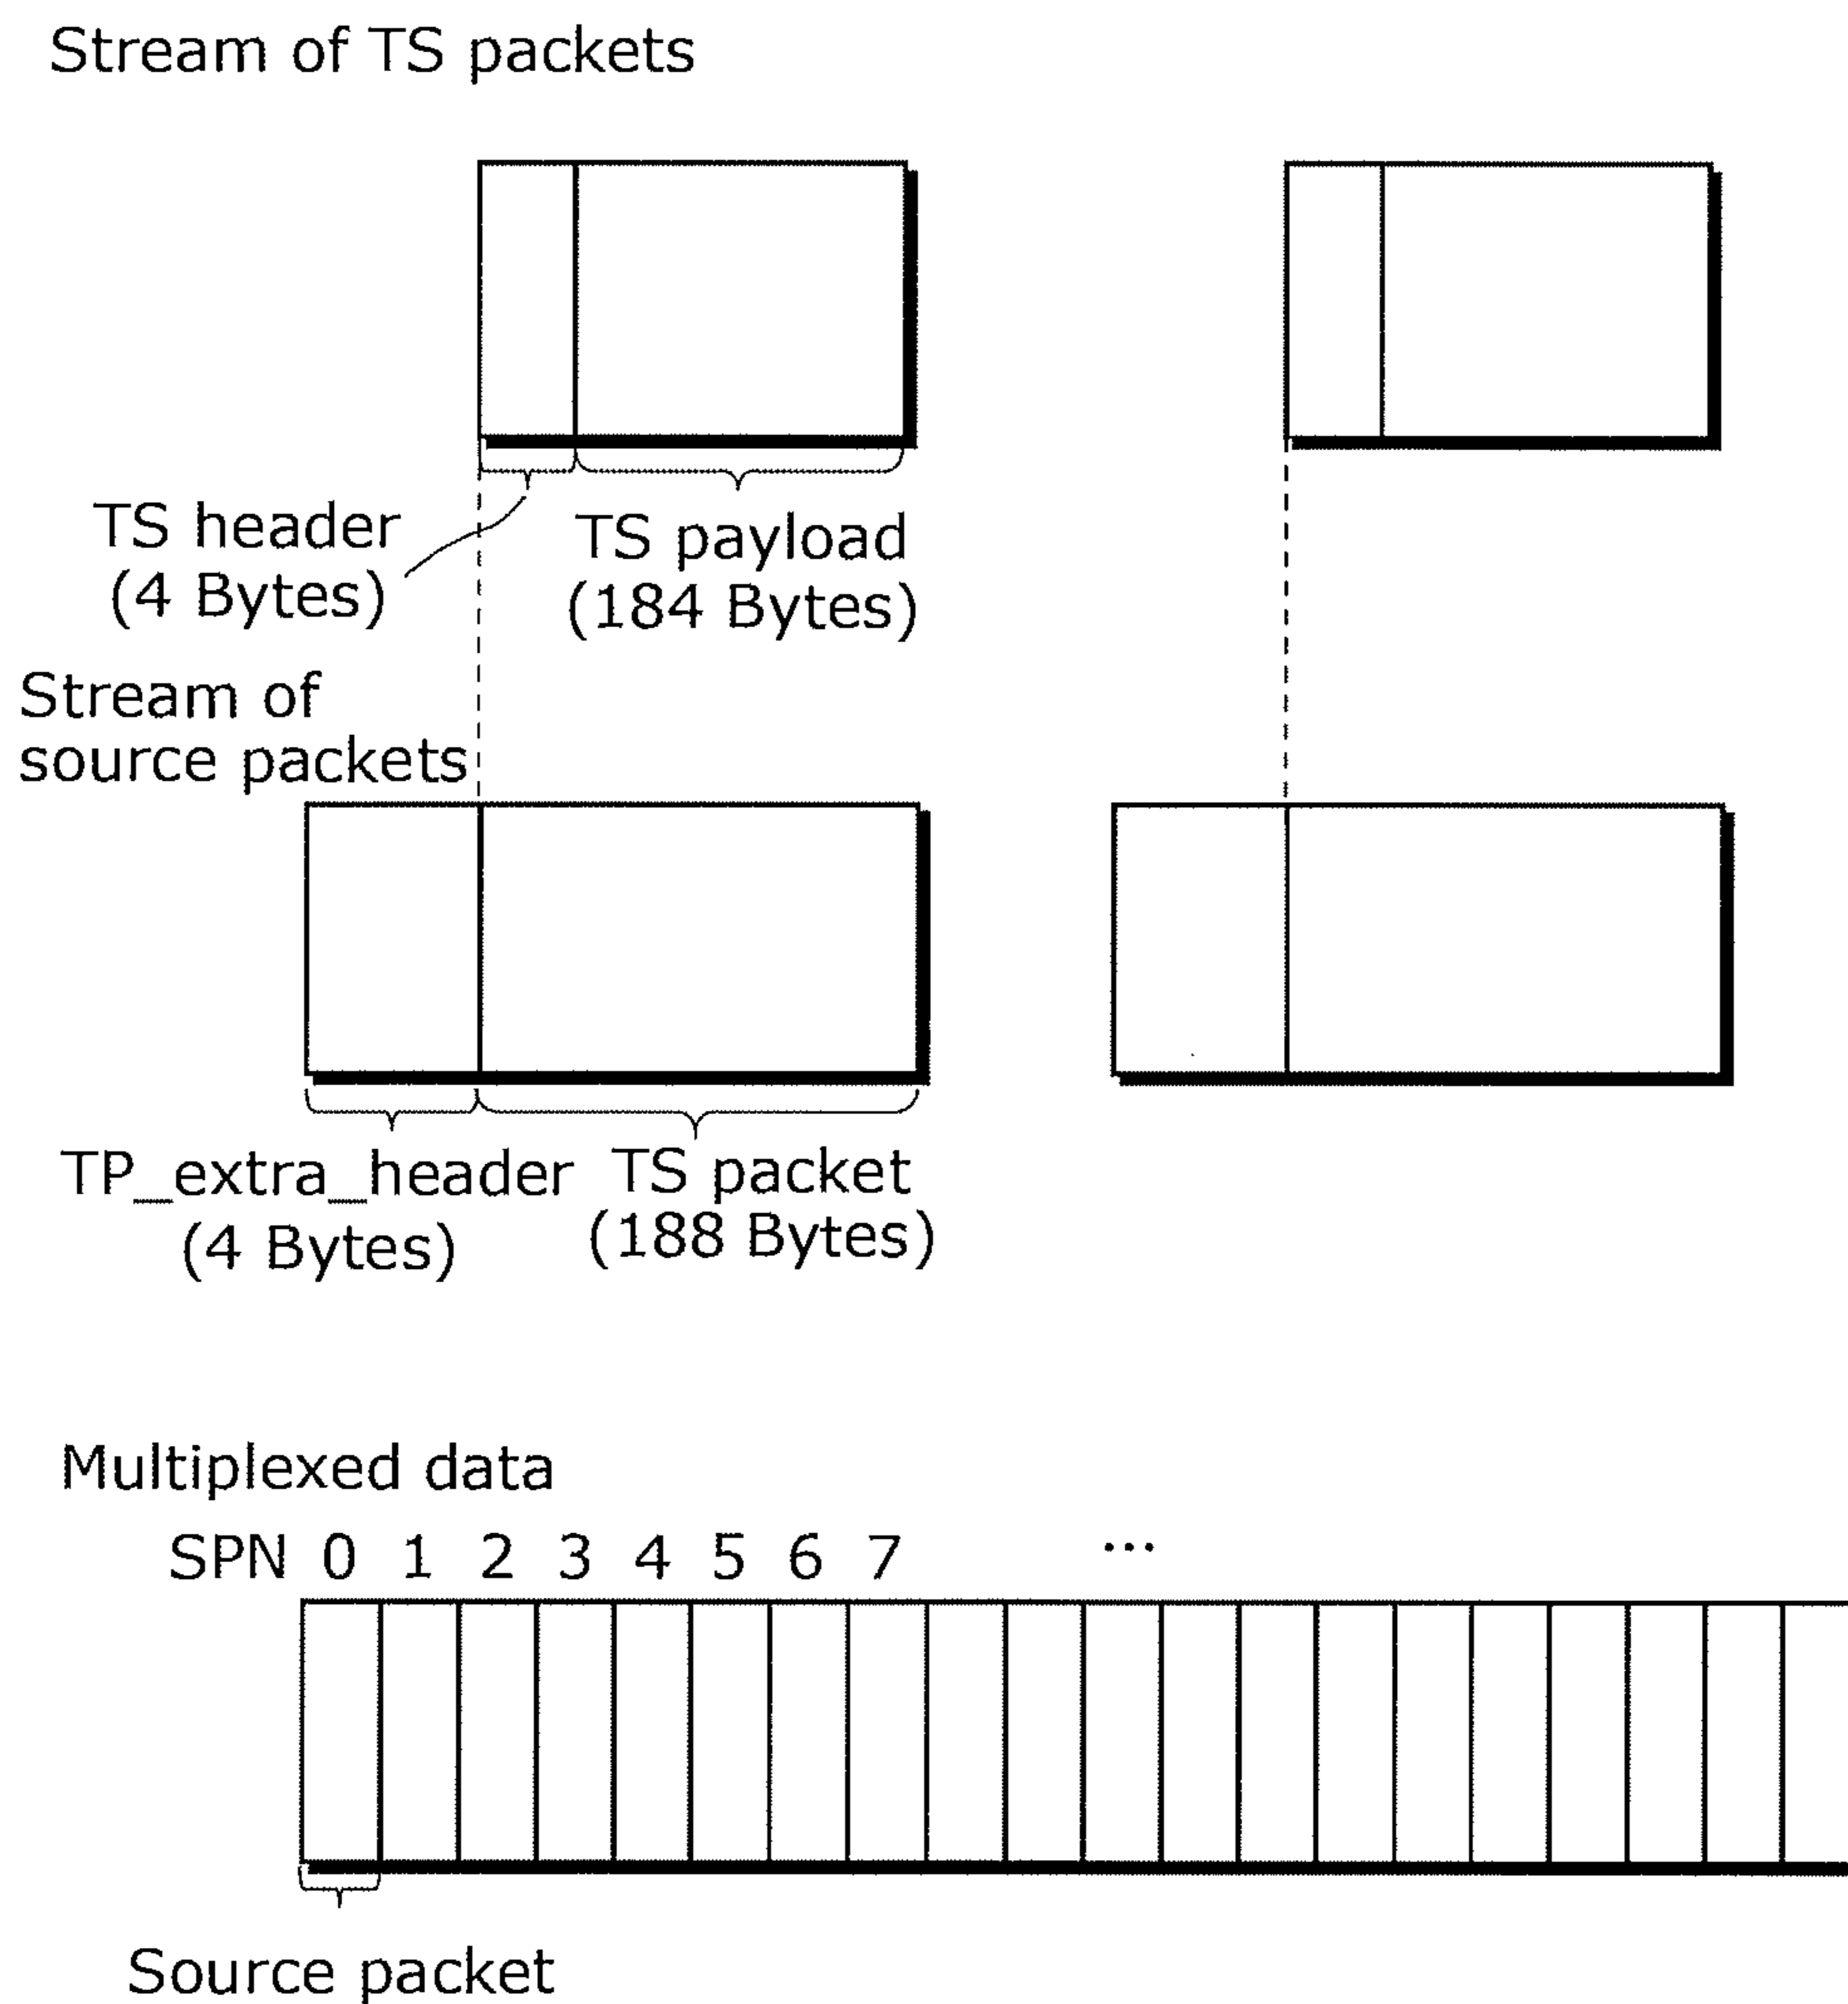 Stream of TS packets
TS header
(4 Bytes)
TS payload
(184 Bytes)
Stream of
source packets
TP_extra_header
(4 Bytes)
TS packet
(188 Bytes)
Multiplexed data
SPN 0 1 2 3 4 5 6 7 ...
Source packet